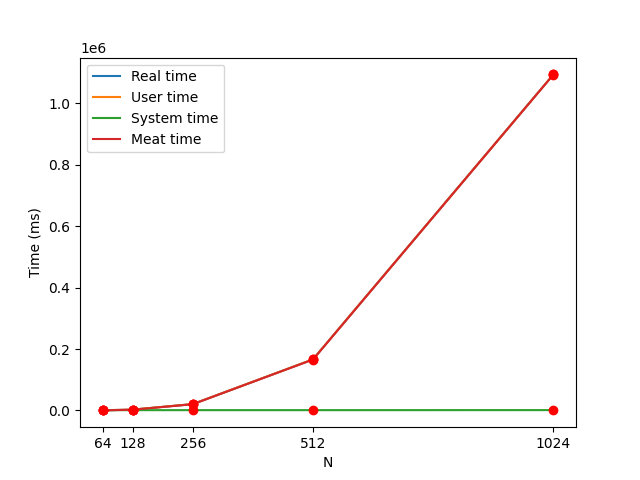 1e6
Real time
User time
System time
Meat time
1.0
0.8
0.6
0.4
0.2
0.0
Time (ms)
64 128 256 512 1024
N